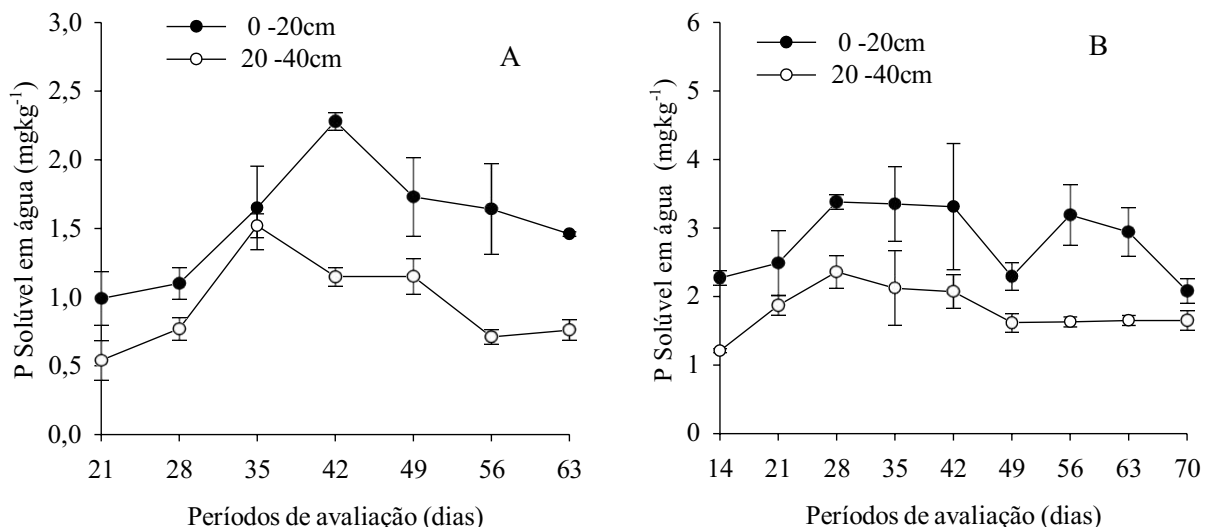 3,0
2,5
2,0
1,5
1,0
0,5
0,0
P Solúvel em água (mgkg⁻¹)
0 -20cm
20 -40cm
A
21 28 35 42 49 56 63
Períodos de avaliação (dias)
6
5
4
3
2
1
0
P Solúvel em água (mgkg⁻¹)
0 -20cm
20 -40cm
B
14 21 28 35 42 49 56 63 70
Períodos de avaliação (dias)